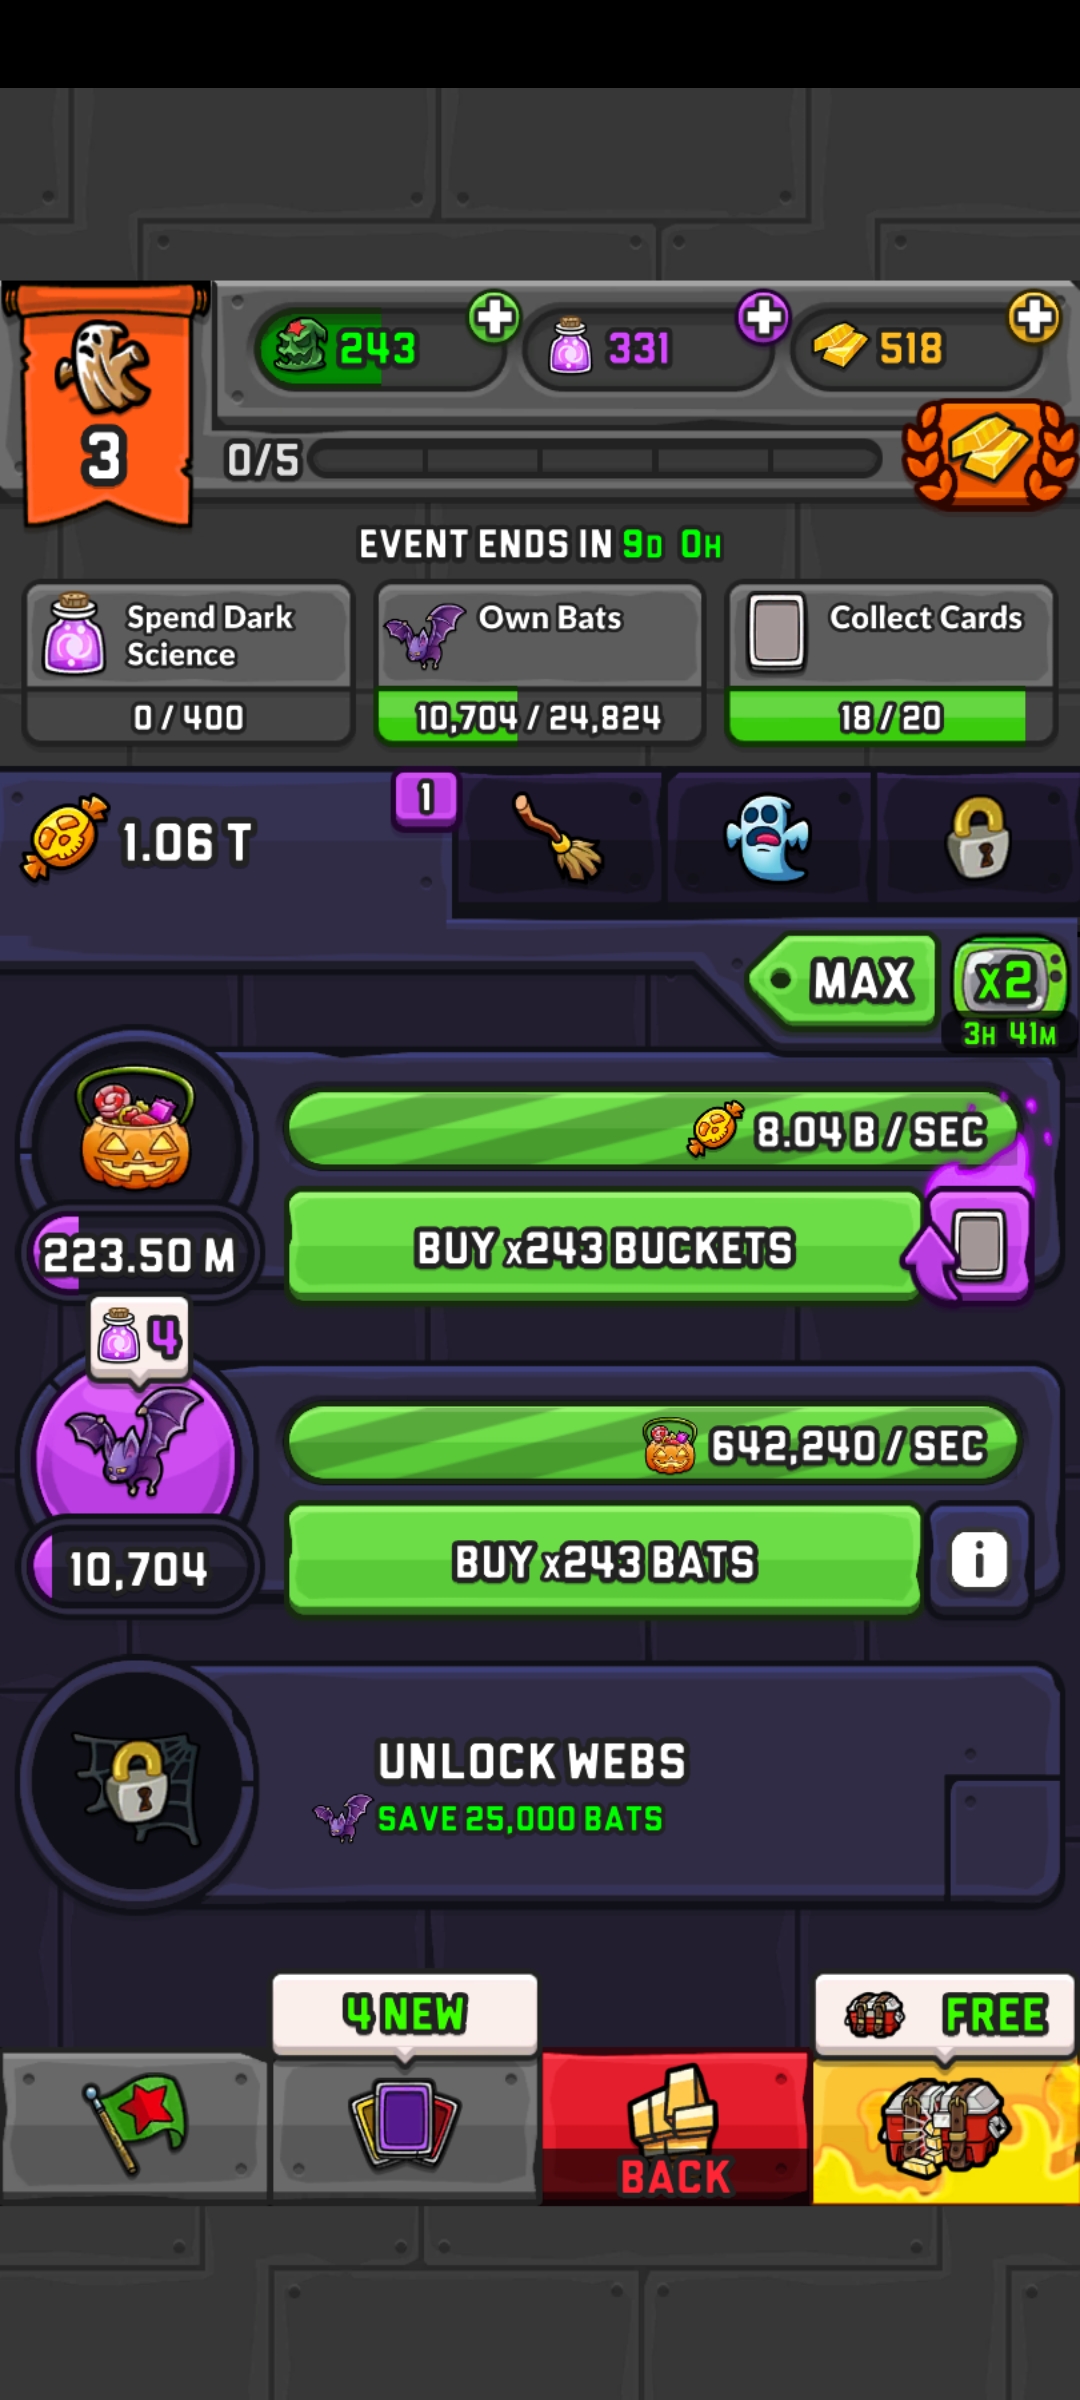 243
331
518
3
0/5
EVENT ENDS IN 9D 0H
Spend Dark
Science
0 / 400
Own Bats
10,704 / 24,824
Collect Cards
18 / 20
1.06 T
1
MAX
x2
3H 41M
8.04 B / SEC
BUY x243 BUCKETS
223.50 M
4
642,240 / SEC
BUY x243 BATS
i
10,704
UNLOCK WEBS
SAVE 25,000 BATS
4 NEW
FREE
BACK